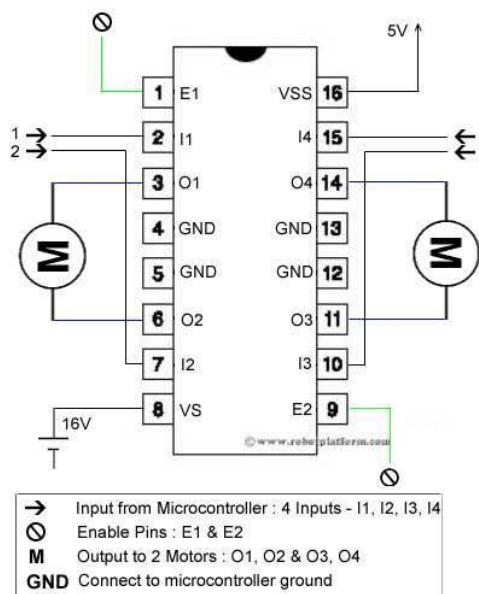 5V
1 E1 VSS 16
1 2 I1 I4 15
2
3 O1 O4 14
4 GND GND 13
M M
5 GND GND 12
6 O2 O3 11
7 I2 I3 10
16V 8 VS E2 9
©www.robotplatform.com
Input from Microcontroller : 4 Inputs - I1, I2, I3, I4
Enable Pins : E1 & E2
M Output to 2 Motors : O1, O2 & O3, O4
GND Connect to microcontroller ground